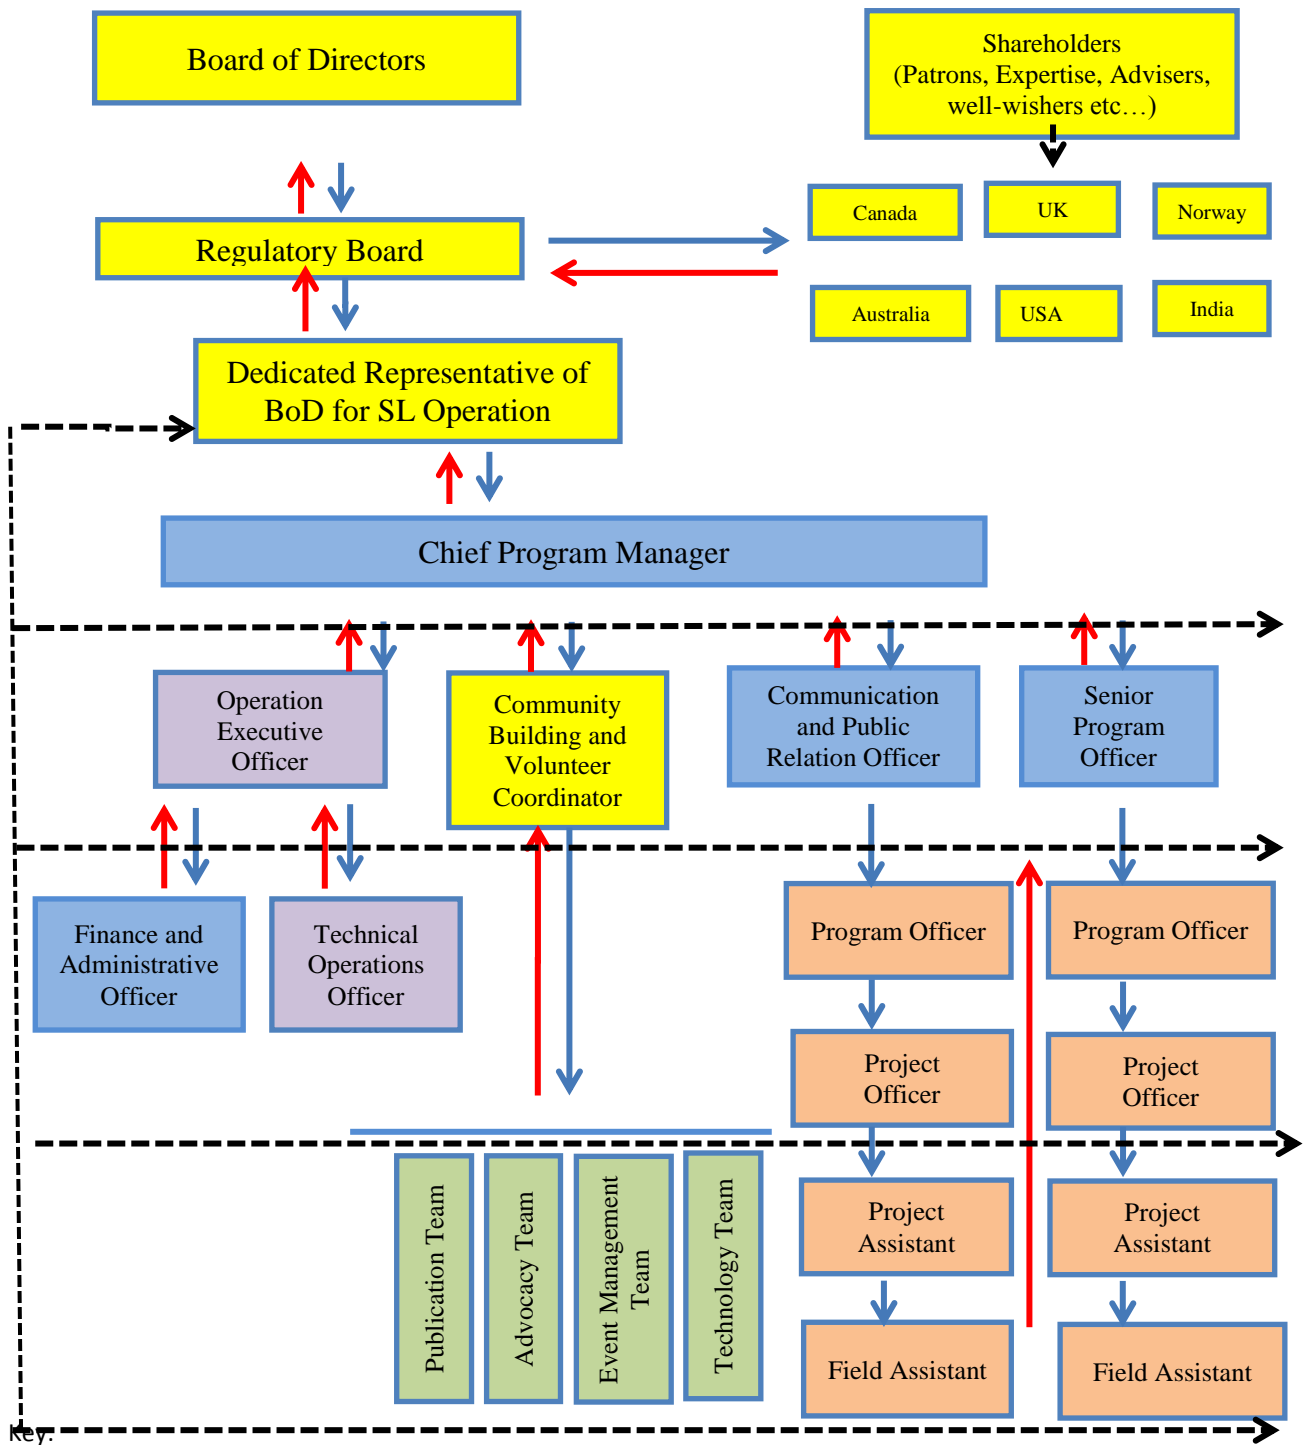 Board of Directors
Shareholders
(Patrons, Expertise, Advisers,
well-wishers etc…)
Canada
UK
Norway
Regulatory Board
Australia
USA
India
Dedicated Representative of
BoD for SL Operation
Chief Program Manager
Operation
Executive
Officer
Community
Building and
Volunteer
Coordinator
Communication
and Public
Relation Officer
Senior
Program
Officer
Finance and
Administrative
Officer
Technical
Operations
Officer
Program Officer
Program Officer
Project
Officer
Project
Officer
Publication Team
Advocacy Team
Event Management
Team
Technology Team
Project
Assistant
Project
Assistant
Field Assistant
Field Assistant
Key: